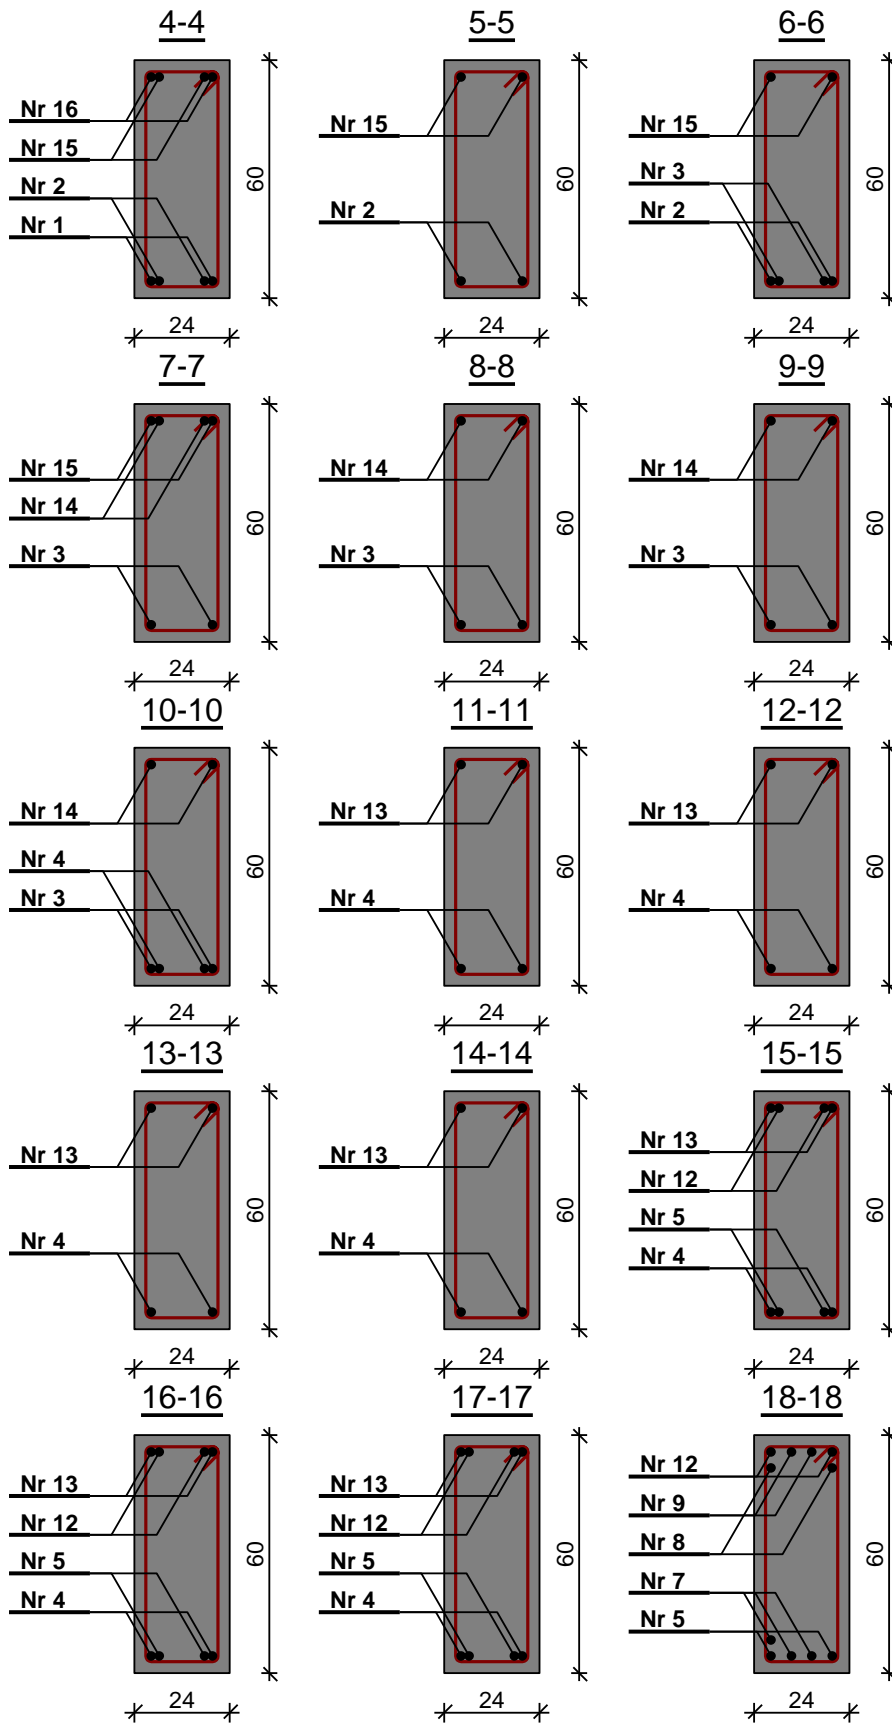 4-4
Nr 16
Nr 15
Nr 2
Nr 1
60
24
5-5
Nr 15
Nr 2
60
24
6-6
Nr 15
Nr 3
Nr 2
60
24
7-7
Nr 15
Nr 14
Nr 3
60
24
8-8
Nr 14
Nr 3
60
24
9-9
Nr 14
Nr 3
60
24
10-10
Nr 14
Nr 4
Nr 3
60
24
11-11
Nr 13
Nr 4
60
24
12-12
Nr 13
Nr 4
60
24
13-13
Nr 13
Nr 4
60
24
14-14
Nr 13
Nr 4
60
24
15-15
Nr 13
Nr 12
Nr 5
Nr 4
60
24
16-16
Nr 13
Nr 12
Nr 5
Nr 4
60
24
17-17
Nr 13
Nr 12
Nr 5
Nr 4
60
24
18-18
Nr 12
Nr 9
Nr 8
Nr 7
Nr 5
60
24